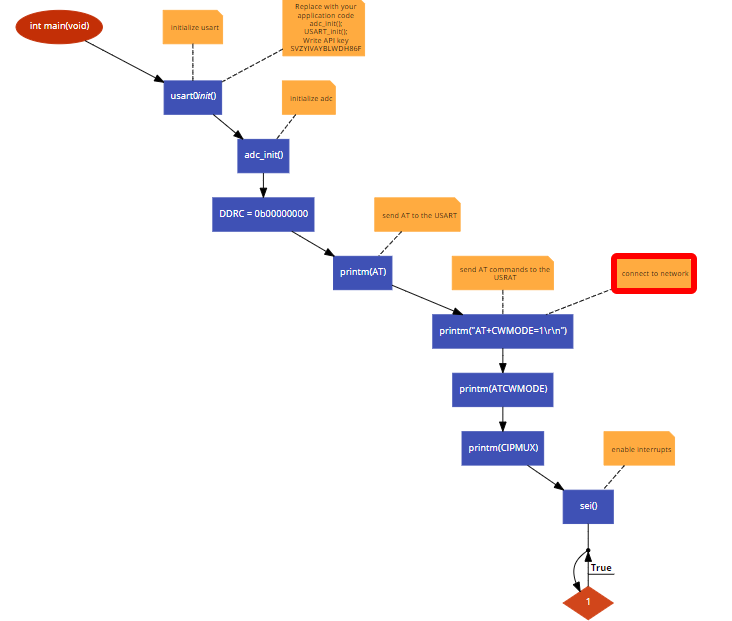 int main(void)
initialize usart
Replace with your
application code
adc_init();
USART_init();
Write API key
SVZYIVAYBLWDH86F
usart0init()
initialize adc
adc_init()
DDRC = 0b00000000
send AT to the USART
printm(AT)
send AT commands to the
USRAT
connect to network
printm("AT+CWMODE=1\r\n")
printm(ATCWMODE)
printm(CIPMUX)
enable interrupts
sei()
True
1